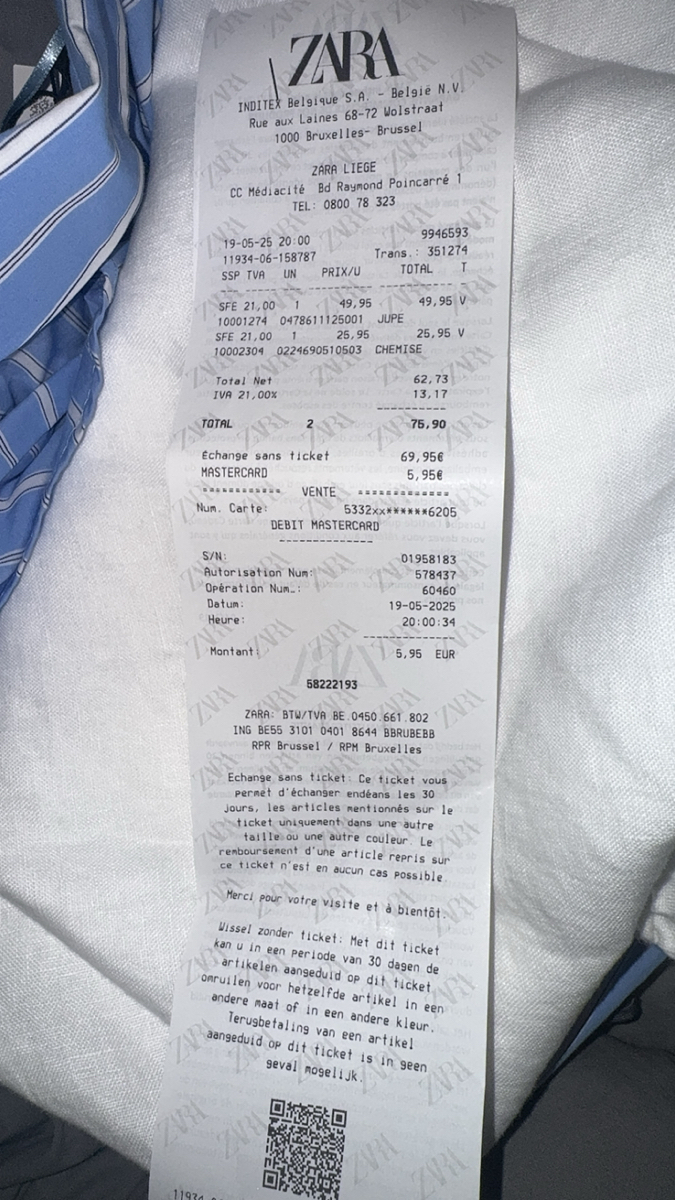 ZARA
INDITEX Belgique S.A. - België N.V.
Rue aux Laines 68-72 Wolstraat
1000 Bruxelles- Brussel
ZARA LIEGE
CC Médiacité Bd Raymond Poincarré 1
TEL: 0800 78 323
19-05-25 20:00 9946593
11934-06-158787 Trans.: 351274
SSP TVA UN PRIX/U TOTAL T
SFE 21,00 1 49,95 49,95 V
10001274 0478611125001 JUPE
SFE 21,00 1 25,95 25,95 V
10002304 0224690510503 CHEMISE
Total Net 62,73
IVA 21,00% 13,17
TOTAL 2 75,90
Échange sans ticket 69,95€
MASTERCARD 5,95€
============ VENTE =============
Num. Carte: 5332xx******6205
DEBIT MASTERCARD
S/N: 01958183
Autorisation Num: 578437
Opération Num.: 60460
Datum: 19-05-2025
Heure: 20:00:34
Montant: 5,95 EUR
58222193
ZARA: BTW/TVA BE 0450.661.802
ING BE55 3101 0401 8644 BBRUBEBB
RPR Brussel / RPM Bruxelles
Echange sans ticket: Ce ticket vous
permet d'échanger endéans les 30
jours, les articles mentionnés sur le
ticket uniquement dans une autre
taille ou une autre couleur. Le
remboursement d'une article repris sur
ce ticket n'est en aucun cas possible.
Merci pour votre visite et à bientôt.
Wissel zonder ticket: Met dit ticket
kan u in een periode van 30 dagen de
artikelen aangeduid op dit ticket
omruilen voor hetzelfde artikel in een
andere maat of in een andere kleur.
Terugbetaling van een artikel
aangeduid op dit ticket is in geen
geval mogelijk.